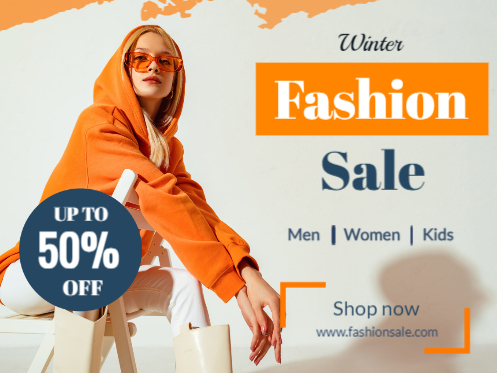 Winter
Fashion
Sale
Men | Women | Kids
UP TO
50%
OFF
Shop now
www.fashionsale.com